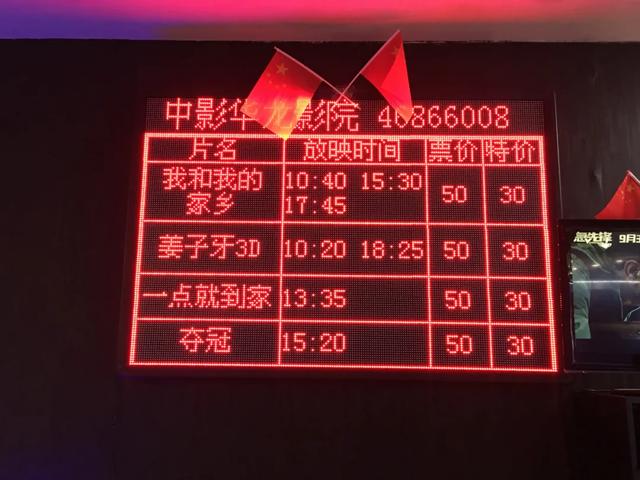 中影华龙影院 46866008
片名 放映时间 票价 特价
我和我的 10:40 15:30 50 30
家乡 17:45
姜子牙3D 10:20 18:25 50 30
一点就到家 13:35 50 30
夺冠 15:20 50 30
急先锋 9月3